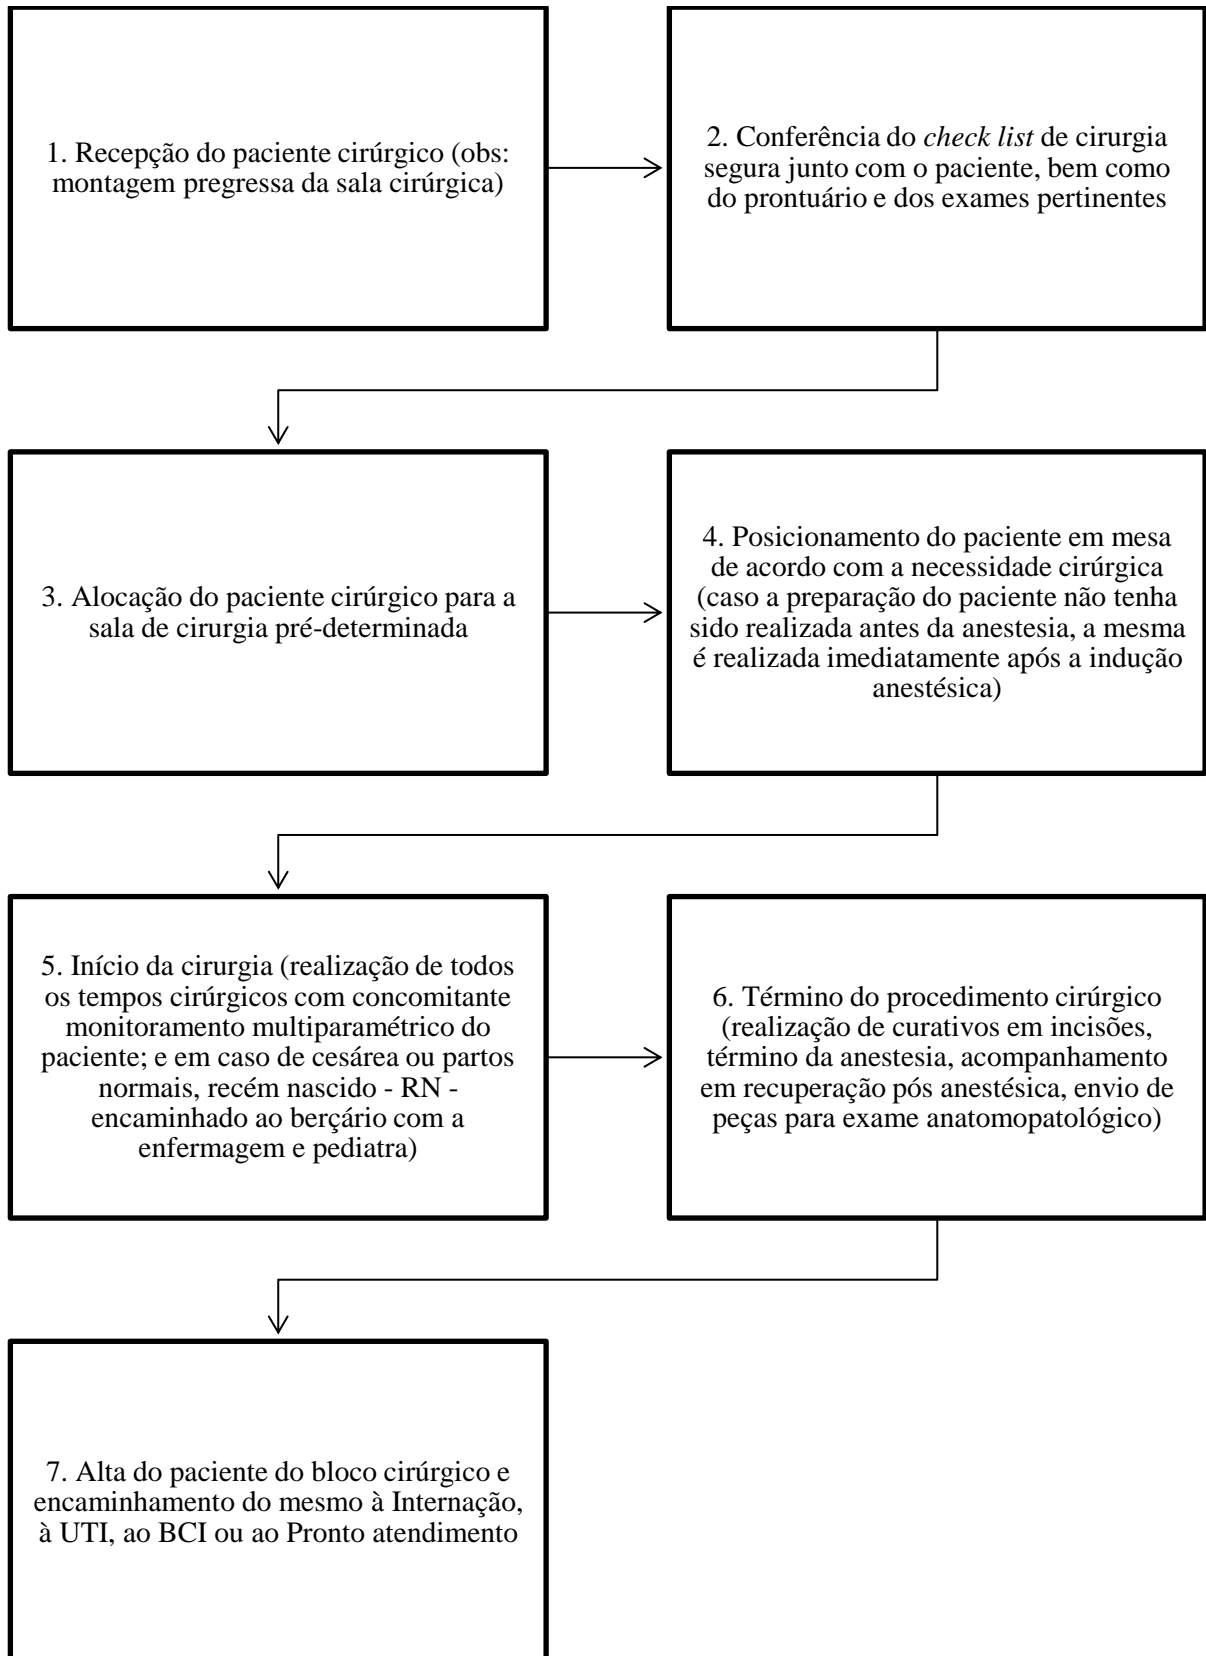 1. Recepção do paciente cirúrgico (obs:
montagem pregressa da sala cirúrgica)
2. Conferência do check list de cirurgia
segura junto com o paciente, bem como
do prontuário e dos exames pertinentes
3. Alocação do paciente cirúrgico para a
sala de cirurgia pré-determinada
4. Posicionamento do paciente em mesa
de acordo com a necessidade cirúrgica
(caso a preparação do paciente não tenha
sido realizada antes da anestesia, a mesma
é realizada imediatamente após a indução
anestésica)
5. Início da cirurgia (realização de todos
os tempos cirúrgicos com concomitante
monitoramento multiparamétrico do
paciente; e em caso de cesárea ou partos
normais, recém nascido - RN -
encaminhado ao berçário com a
enfermagem e pediatra)
6. Término do procedimento cirúrgico
(realização de curativos em incisões,
término da anestesia, acompanhamento
em recuperação pós anestésica, envio de
peças para exame anatomopatológico)
7. Alta do paciente do bloco cirúrgico e
encaminhamento do mesmo à Internação,
à UTI, ao BCI ou ao Pronto atendimento